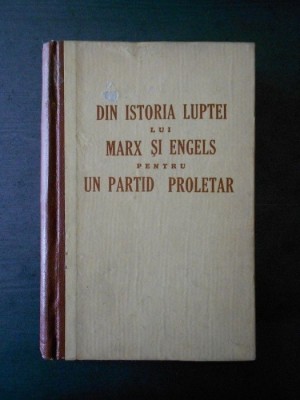 DIN ISTORIA LUPTEI
LUI
MARX ȘI ENGELS
PENTRU
UN PARTID PROLETAR